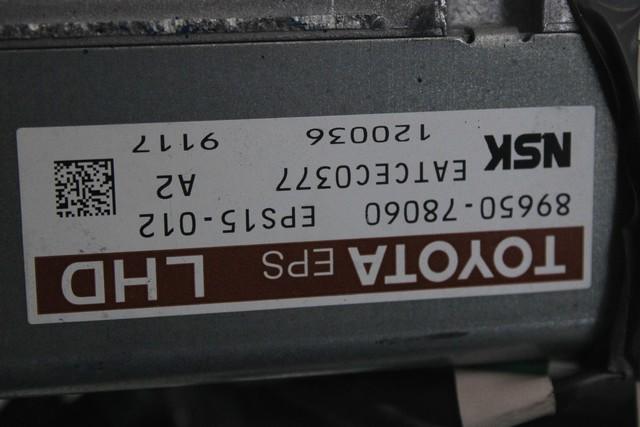 TOYOTA EPS LHD
89650-78060 EPS15-012
EATCEC0377 A2
NSK 120036 9117